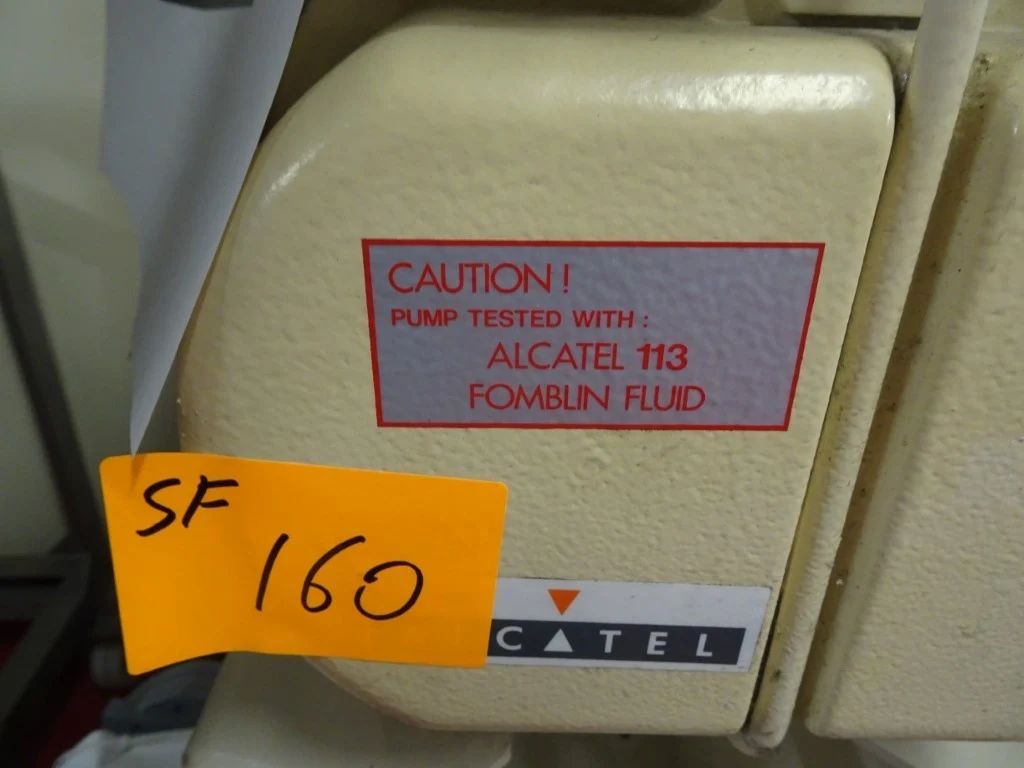 CAUTION !
PUMP TESTED WITH :
ALCATEL 113
FOMBLIN FLUID
SF
160
CATEL